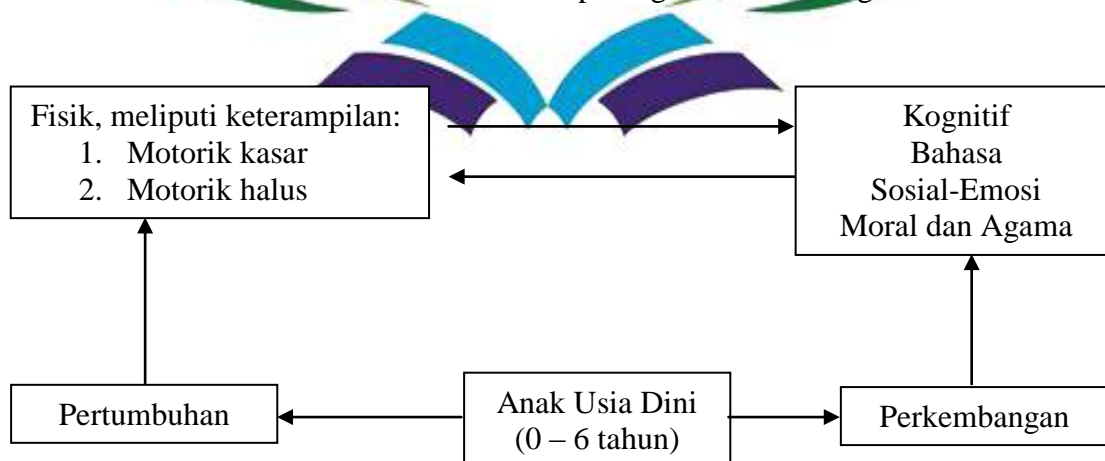 Fisik, meliputi keterampilan:
1. Motorik kasar
2. Motorik halus
Kognitif
Bahasa
Sosial-Emosi
Moral dan Agama
Pertumbuhan
Anak Usia Dini
(0 – 6 tahun)
Perkembangan